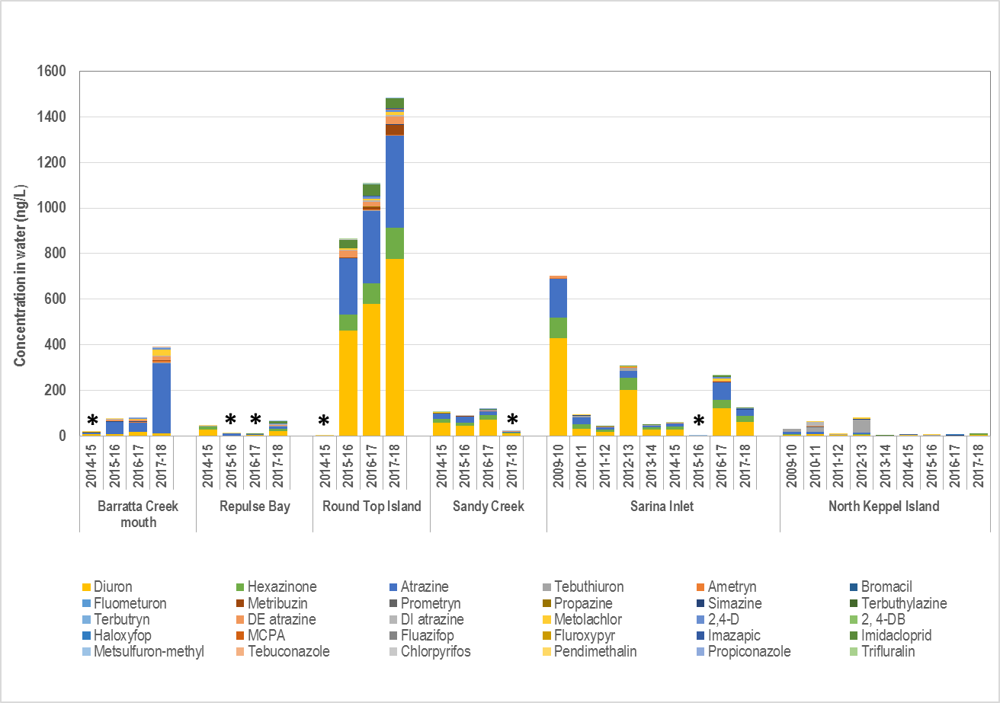 1600
1400
1200
1000
800
600
400
200
0
Concentration in water (ng/L)
* * * * * *
2014-15 2015-16 2016-17 2017-18 2014-15 2015-16 2016-17 2017-18 2014-15 2015-16 2016-17 2017-18 2014-15 2015-16 2016-17 2017-18 2009-10 2010-11 2011-12 2012-13 2013-14 2014-15 2015-16 2016-17 2017-18 2009-10 2010-11 2011-12 2012-13 2013-14 2014-15 2015-16 2016-17 2017-18
Barratta Creek mouth Repulse Bay Round Top Island Sandy Creek Sarina Inlet North Keppel Island
Diuron Hexazinone Atrazine Tebuthiuron Ametryn Bromacil
Fluometuron Metribuzin Prometryn Propazine Simazine Terbuthylazine
Terbutryn DE atrazine DI atrazine Metolachlor 2,4-D 2, 4-DB
Haloxyfop MCPA Fluazifop Fluroxypyr Imazapic Imidacloprid
Metsulfuron-methyl Tebuconazole Chlorpyrifos Pendimethalin Propiconazole Trifluralin